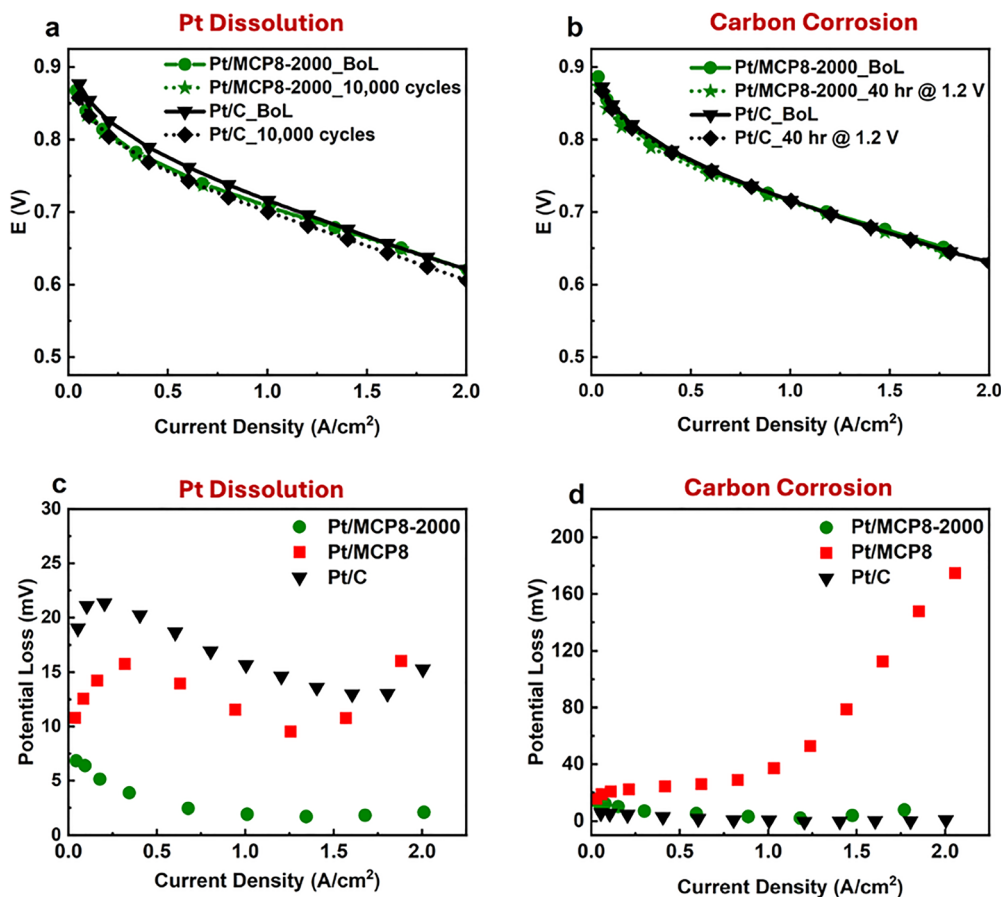 a
Pt Dissolution
Pt/MCP8-2000_BoL
Pt/MCP8-2000_10,000 cycles
Pt/C_BoL
Pt/C_10,000 cycles
E (V)
0.9
0.8
0.7
0.6
0.5
0.0
0.5
1.0
1.5
2.0
Current Density (A/cm²)
b
Carbon Corrosion
Pt/MCP8-2000_BoL
Pt/MCP8-2000_40 hr @ 1.2 V
Pt/C_BoL
Pt/C_40 hr @ 1.2 V
E (V)
0.9
0.8
0.7
0.6
0.5
0.0
0.5
1.0
1.5
2.0
Current Density (A/cm²)
c
Pt Dissolution
Pt/MCP8-2000
Pt/MCP8
Pt/C
Potential Loss (mV)
30
25
20
15
10
5
0
0.0
0.5
1.0
1.5
2.0
Current Density (A/cm²)
d
Carbon Corrosion
Pt/MCP8-2000
Pt/MCP8
Pt/C
Potential Loss (mV)
200
160
120
80
40
0
0.0
0.5
1.0
1.5
2.0
Current Density (A/cm²)